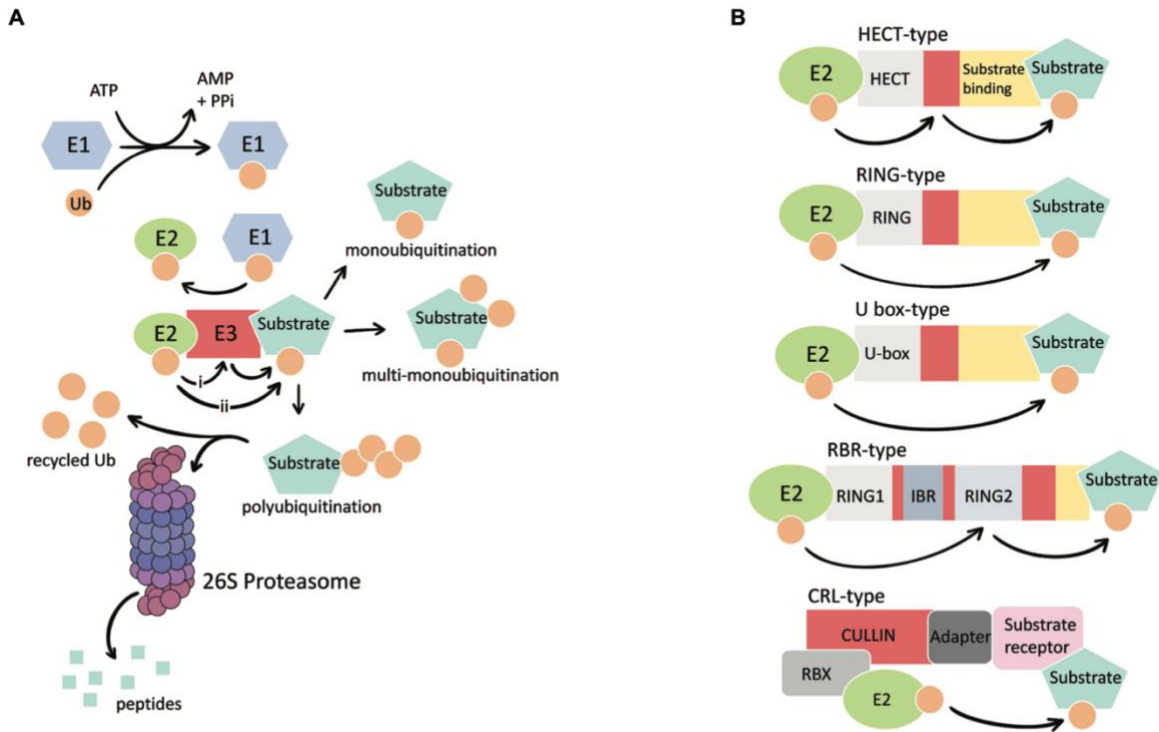 A
ATP
AMP
+ PPi
E1
E1
Ub
E2
E1
Substrate
monoubiquitination
E2
E3
Substrate
Substrate
multi-monoubiquitination
i
ii
recycled Ub
Substrate
polyubiquitination
26S Proteasome
peptides
B
HECT-type
E2
HECT
Substrate
binding
Substrate
RING-type
E2
RING
Substrate
U box-type
E2
U-box
Substrate
RBR-type
E2
RING1
IBR
RING2
Substrate
CRL-type
CULLIN
Adapter
Substrate
receptor
RBX
E2
Substrate